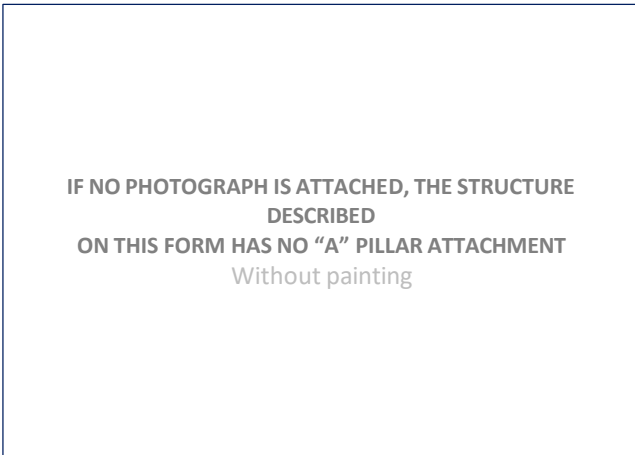 IF NO PHOTOGRAPH IS ATTACHED, THE STRUCTURE
DESCRIBED
ON THIS FORM HAS NO “A” PILLAR ATTACHMENT
Without painting